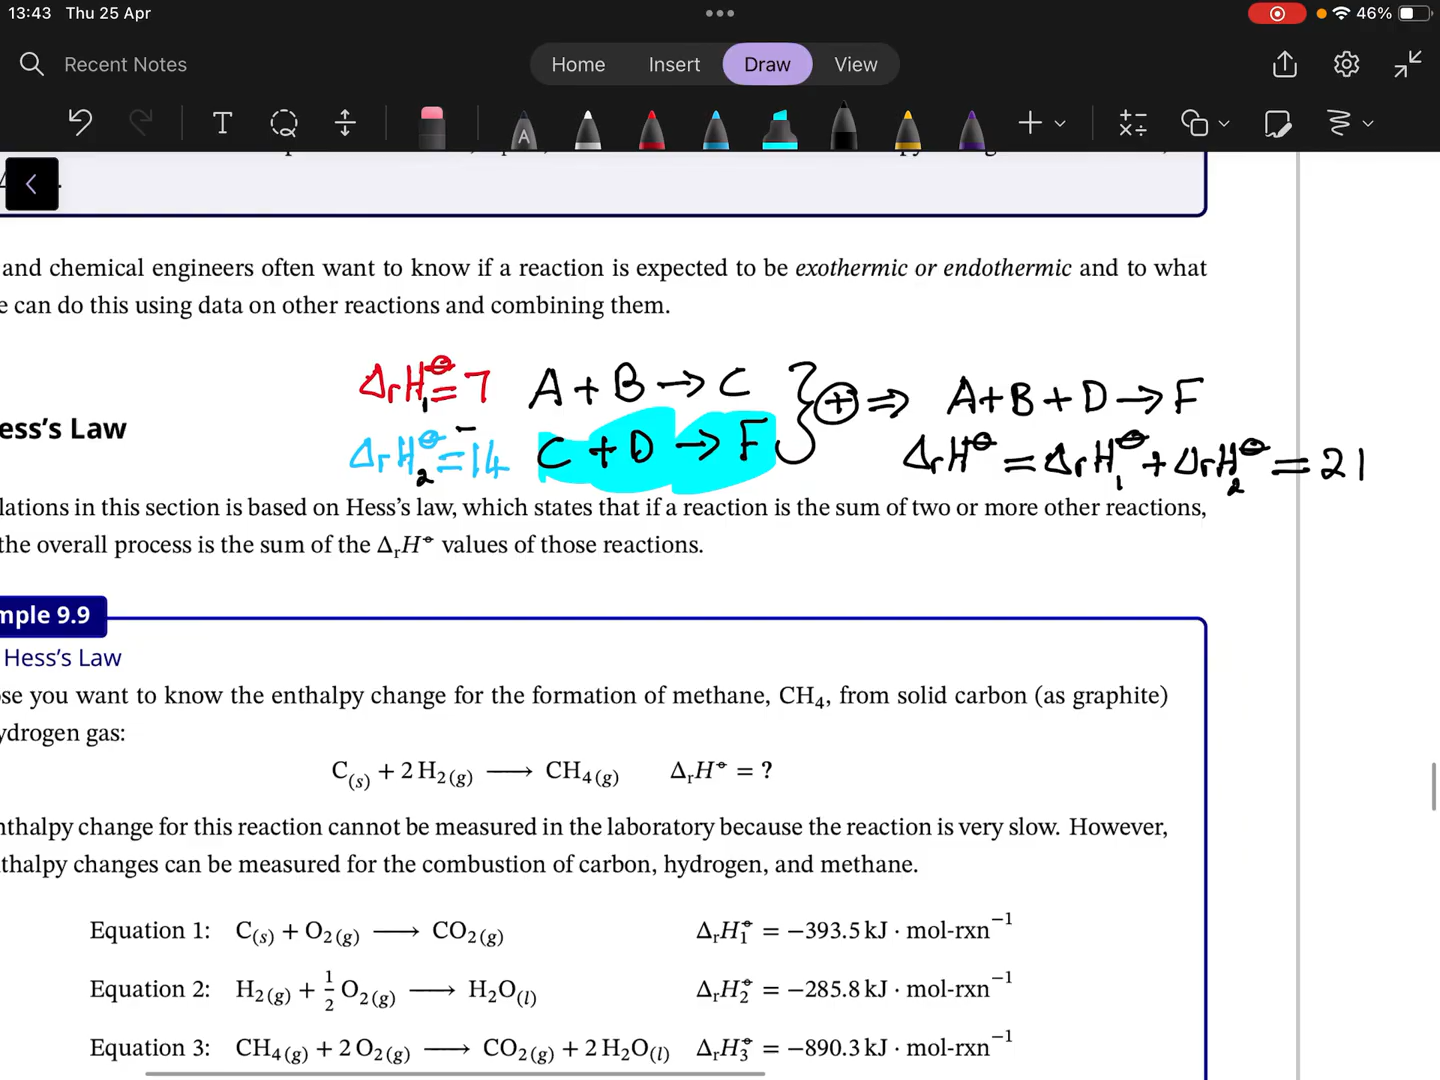 13:43 Thu 25 Apr
46%
Recent Notes
Home Insert Draw View
T A
and chemical engineers often want to know if a reaction is expected to be exothermic or endothermic and to what
e can do this using data on other reactions and combining them.
ΔrH₁° = 7 A + B → C } ⊕ ⇒ A + B + D → F
ess's Law
ΔrH₂° = 14 C + D → F ΔrH° = ΔrH₁° + ΔrH₂° = 21
lations in this section is based on Hess's law, which states that if a reaction is the sum of two or more other reactions,
the overall process is the sum of the ΔrH° values of those reactions.
mple 9.9
Hess's Law
ose you want to know the enthalpy change for the formation of methane, CH₄, from solid carbon (as graphite)
ydrogen gas:
C(s) + 2 H₂(g) ⟶ CH₄(g) ΔrH° = ?
nthalpy change for this reaction cannot be measured in the laboratory because the reaction is very slow. However,
thalpy changes can be measured for the combustion of carbon, hydrogen, and methane.
Equation 1: C(s) + O₂(g) ⟶ CO₂(g) ΔrH₁° = −393.5 kJ · mol-rxn⁻¹
Equation 2: H₂(g) + ½ O₂(g) ⟶ H₂O(l) ΔrH₂° = −285.8 kJ · mol-rxn⁻¹
Equation 3: CH₄(g) + 2 O₂(g) ⟶ CO₂(g) + 2 H₂O(l) ΔrH₃° = −890.3 kJ · mol-rxn⁻¹